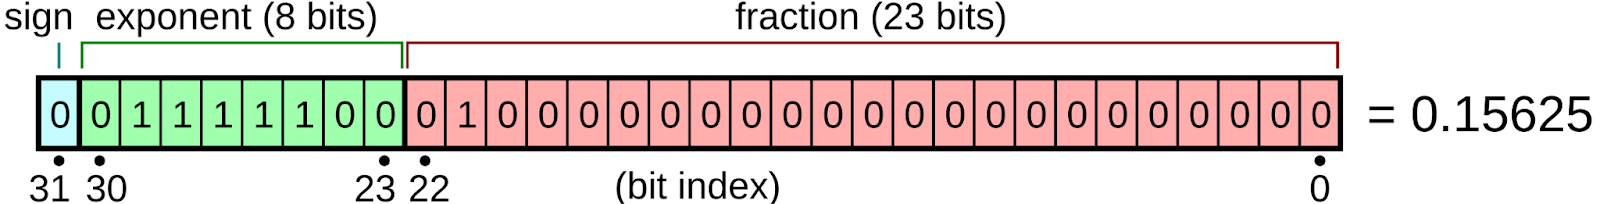 sign exponent (8 bits) fraction (23 bits)
0 0 1 1 1 1 1 0 0 0 1 0 0 0 0 0 0 0 0 0 0 0 0 0 0 0 0 0 0 0 0 0 = 0.15625
31 30 23 22 (bit index) 0